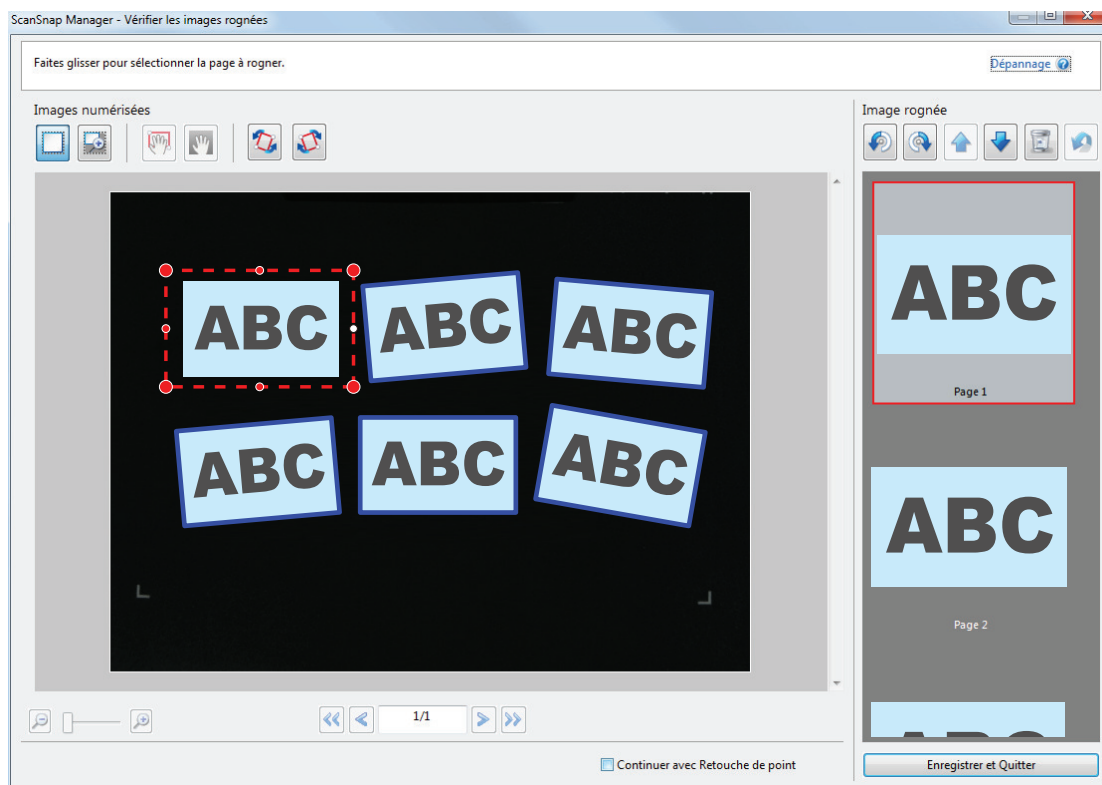 ScanSnap Manager - Vérifier les images rognées
Faites glisser pour sélectionner la page à rogner.
Dépannage
Images numérisées
Image rognée
ABC
ABC
ABC
ABC
ABC
ABC
1/1
Continuer avec Retouche de point
ABC
Page 1
ABC
Page 2
Enregistrer et Quitter